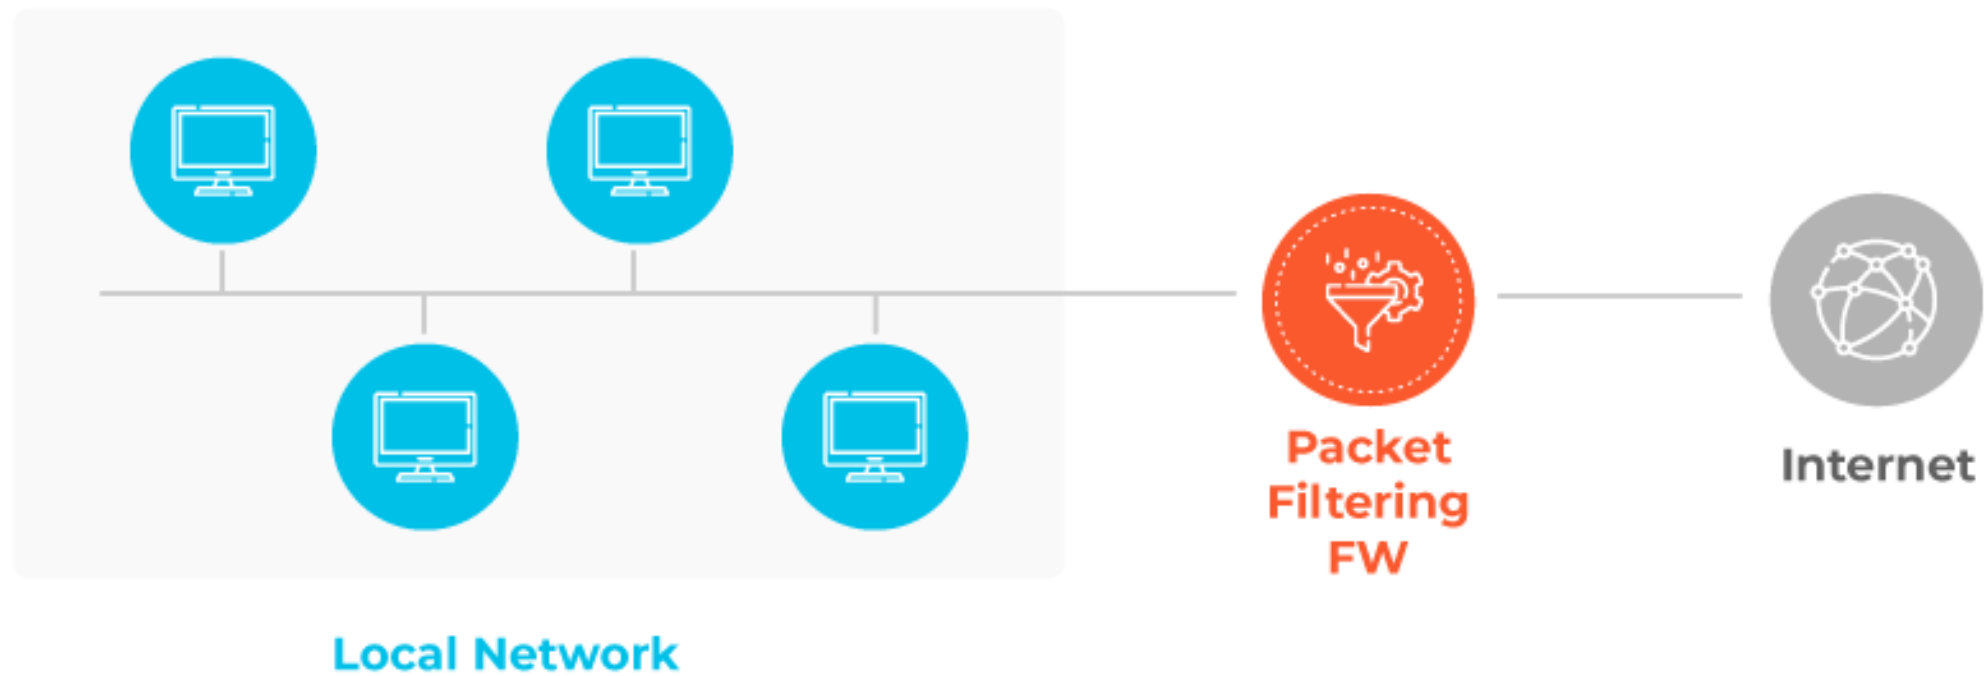 Packet
Filtering
FW
Internet
Local Network